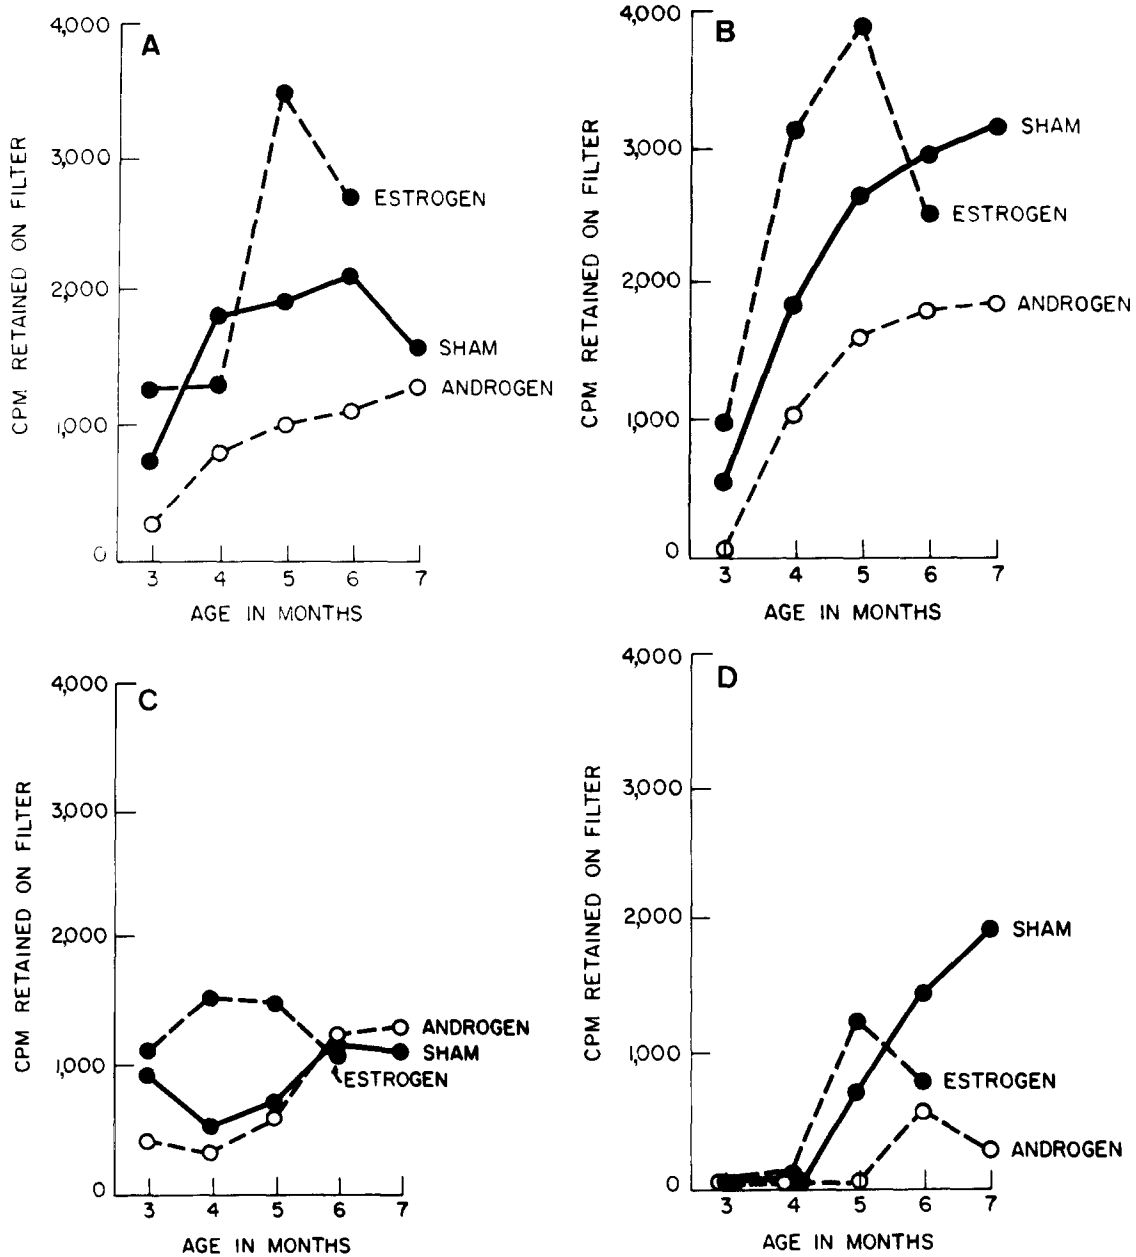 A
4,000
3,000
2,000
1,000
0
CPM RETAINED ON FILTER
ESTROGEN
SHAM
ANDROGEN
3 4 5 6 7
AGE IN MONTHS
B
4,000
3,000
2,000
1,000
0
CPM RETAINED ON FILTER
SHAM
ESTROGEN
ANDROGEN
3 4 5 6 7
AGE IN MONTHS
C
4,000
3,000
2,000
1,000
0
CPM RETAINED ON FILTER
ANDROGEN
SHAM
ESTROGEN
3 4 5 6 7
AGE IN MONTHS
D
4,000
3,000
2,000
1,000
0
CPM RETAINED ON FILTER
SHAM
ESTROGEN
ANDROGEN
3 4 5 6 7
AGE IN MONTHS